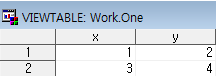 VIEWTABLE: Work.One
x y
1 1 2
2 3 4